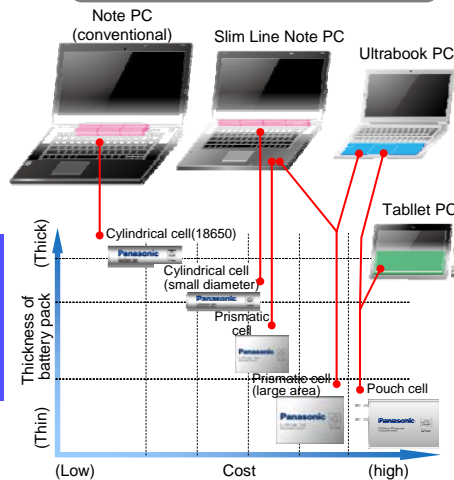 Note PC
(conventional)
Slim Line Note PC
Ultrabook PC
Tabllet PC
(Thick)
Thickness of
battery pack
(Thin)
Cylindrical cell(18650)
Panasonic
Cylindrical cell
(small diameter)
Panasonic
Prismatic
cell
Panasonic
Prismatic cell
(large area)
Panasonic
Pouch cell
Panasonic
(Low)
Cost
(high)